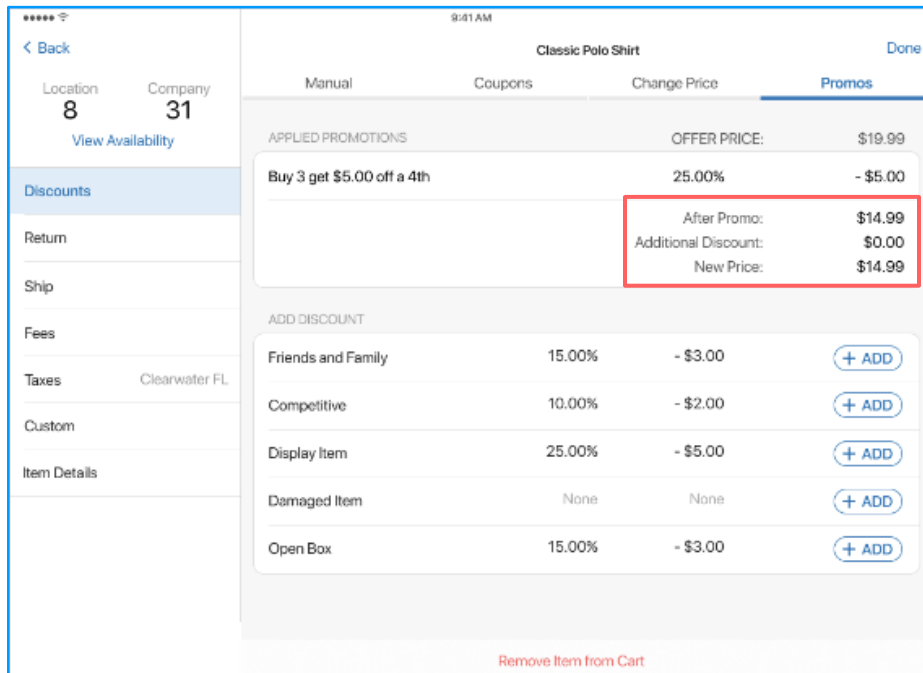 9:41 AM
Back
Classic Polo Shirt
Done
Location Company
8 31
View Availability
Manual Coupons Change Price Promos
APPLIED PROMOTIONS OFFER PRICE: $19.99
Buy 3 get $5.00 off a 4th 25.00% - $5.00
After Promo: $14.99
Additional Discount: $0.00
New Price: $14.99
Discounts
Return
Ship
Fees
Taxes Clearwater FL
Custom
Item Details
ADD DISCOUNT
Friends and Family 15.00% - $3.00 + ADD
Competitive 10.00% - $2.00 + ADD
Display Item 25.00% - $5.00 + ADD
Damaged Item None None + ADD
Open Box 15.00% - $3.00 + ADD
Remove Item from Cart